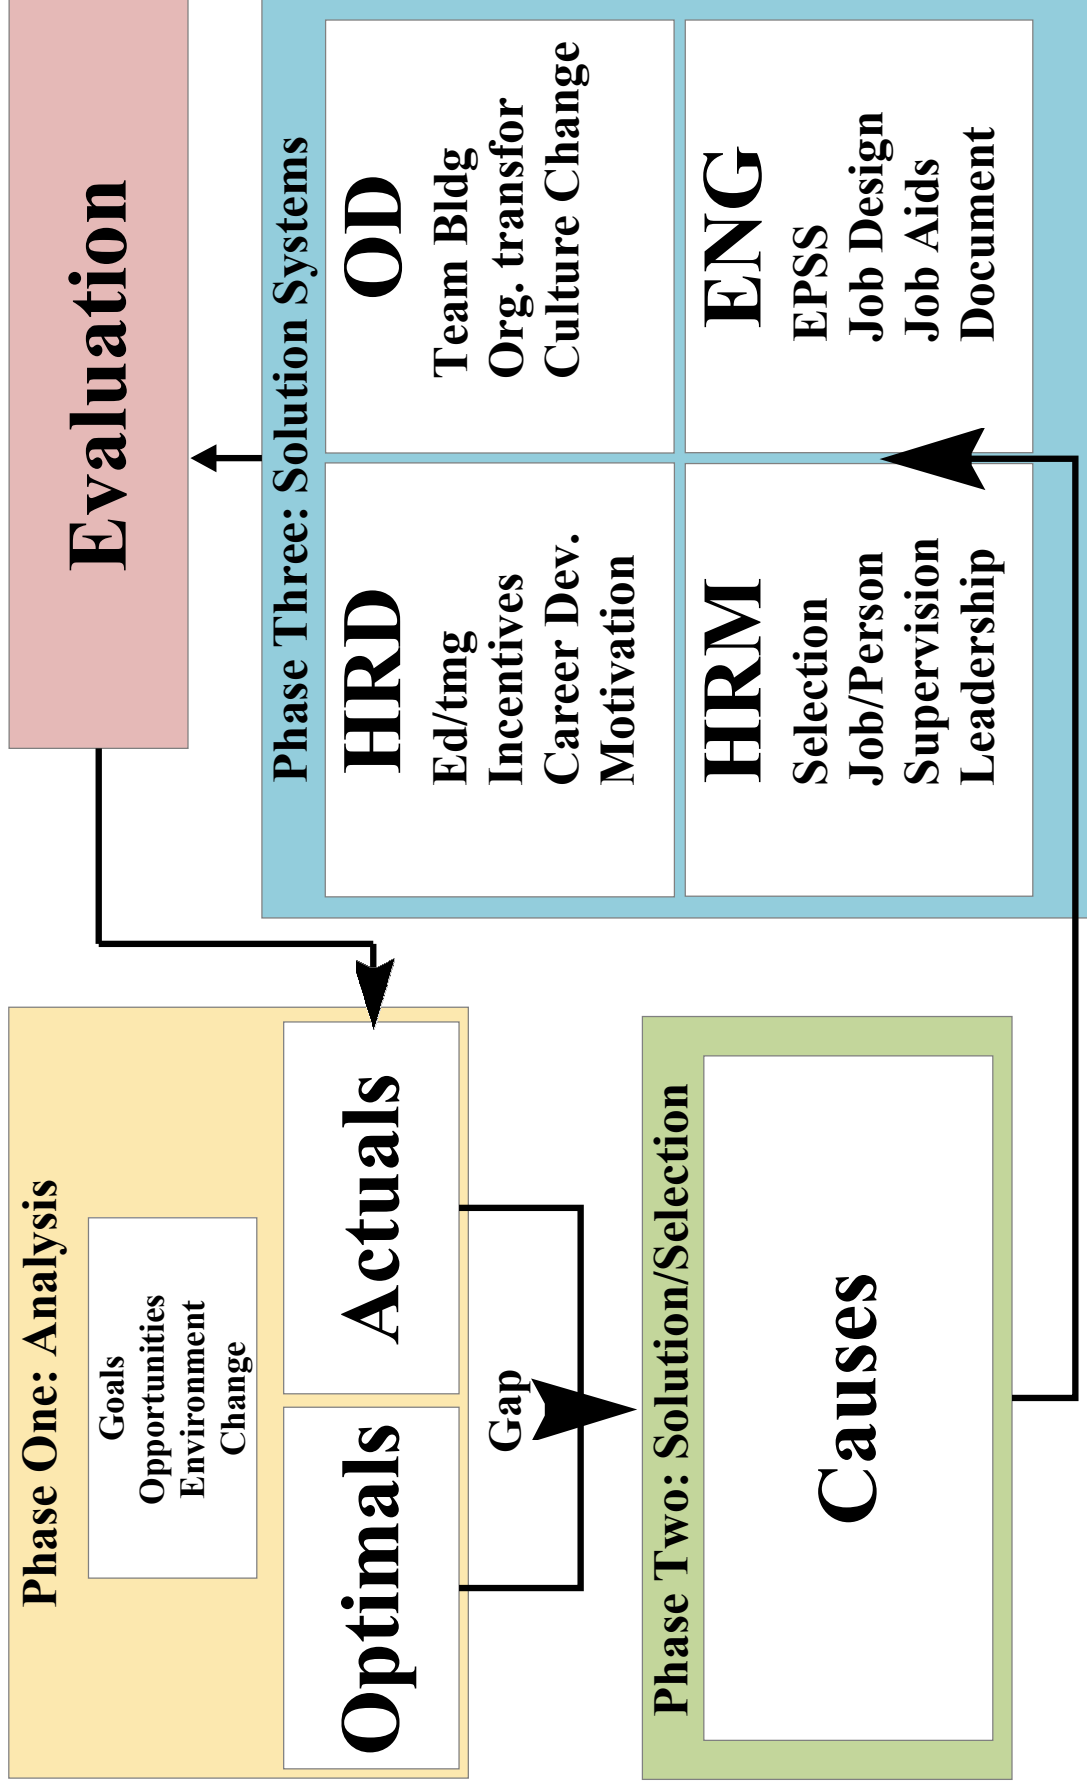 Phase One: Analysis
Goals
Opportunities
Environment
Change
Optimals
Actuals
Gap
Phase Two: Solution/Selection
Causes
Evaluation
Phase Three: Solution Systems
HRD
Ed/tmg
Incentives
Career Dev.
Motivation
OD
Team Bldg
Org. transfor
Culture Change
HRM
Selection
Job/Person
Supervision
Leadership
ENG
EPSS
Job Design
Job Aids
Document